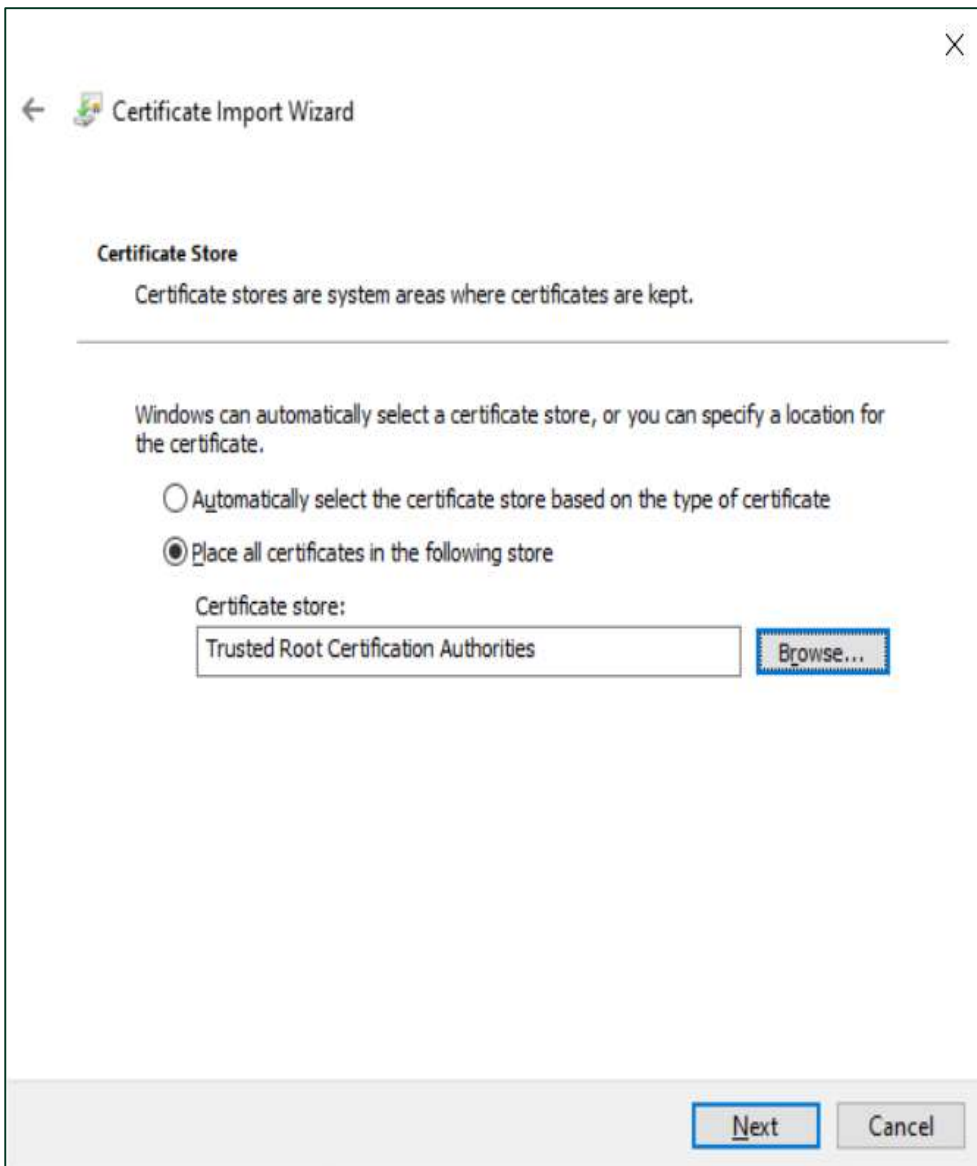 Certificate Import Wizard
Certificate Store
Certificate stores are system areas where certificates are kept.
Windows can automatically select a certificate store, or you can specify a location for
the certificate.
Automatically select the certificate store based on the type of certificate
Place all certificates in the following store
Certificate store:
Trusted Root Certification Authorities
Browse...
Next
Cancel